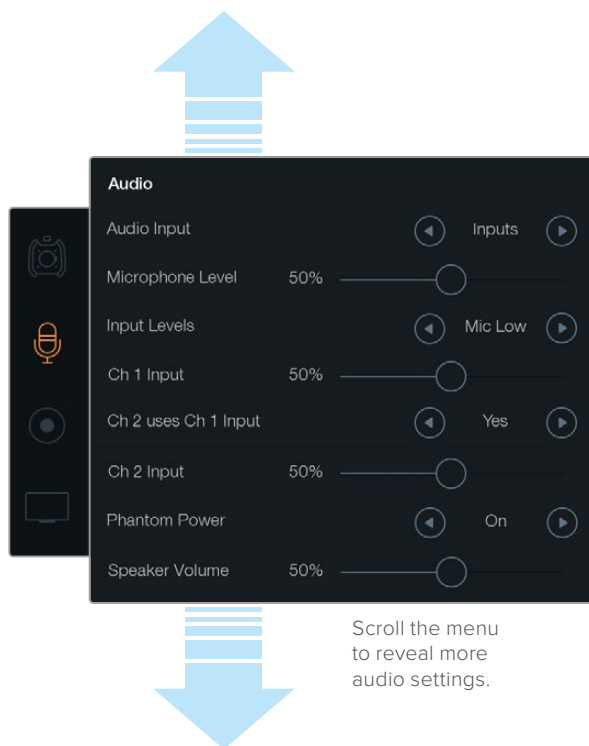 Audio
Audio Input Inputs
Microphone Level 50%
Input Levels Mic Low
Ch 1 Input 50%
Ch 2 uses Ch 1 Input Yes
Ch 2 Input 50%
Phantom Power On
Speaker Volume 50%
Scroll the menu
to reveal more
audio settings.